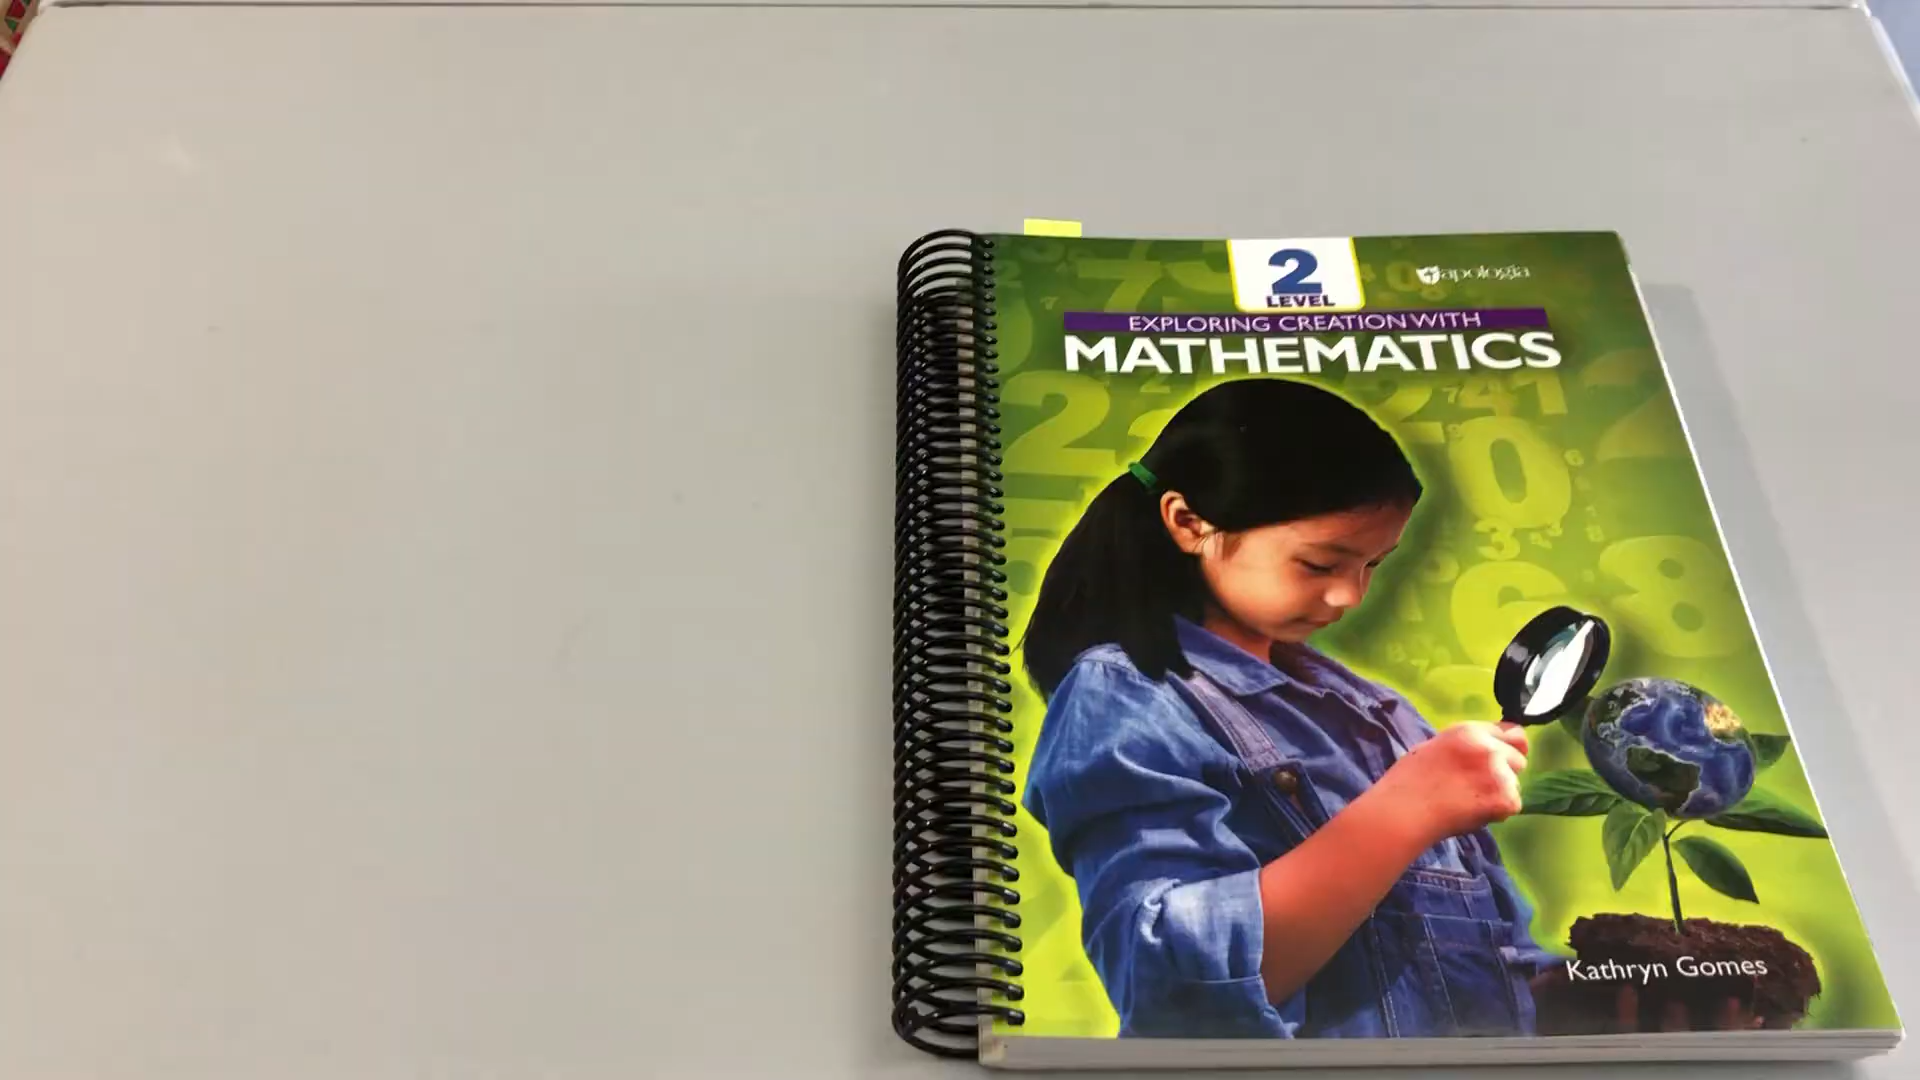 2
LEVEL
apologia
EXPLORING CREATION WITH
MATHEMATICS
Kathryn Gomes